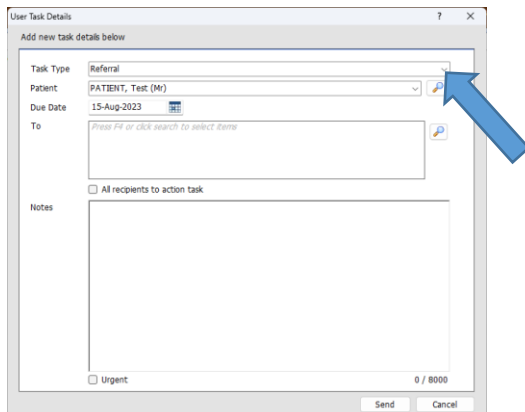 User Task Details ? ×
Add new task details below
Task Type Referral
Patient PATIENT, Test (Mr)
Due Date 15-Aug-2023
To Press F4 or click search to select items
All recipients to action task
Notes
Urgent 0 / 8000
Send Cancel